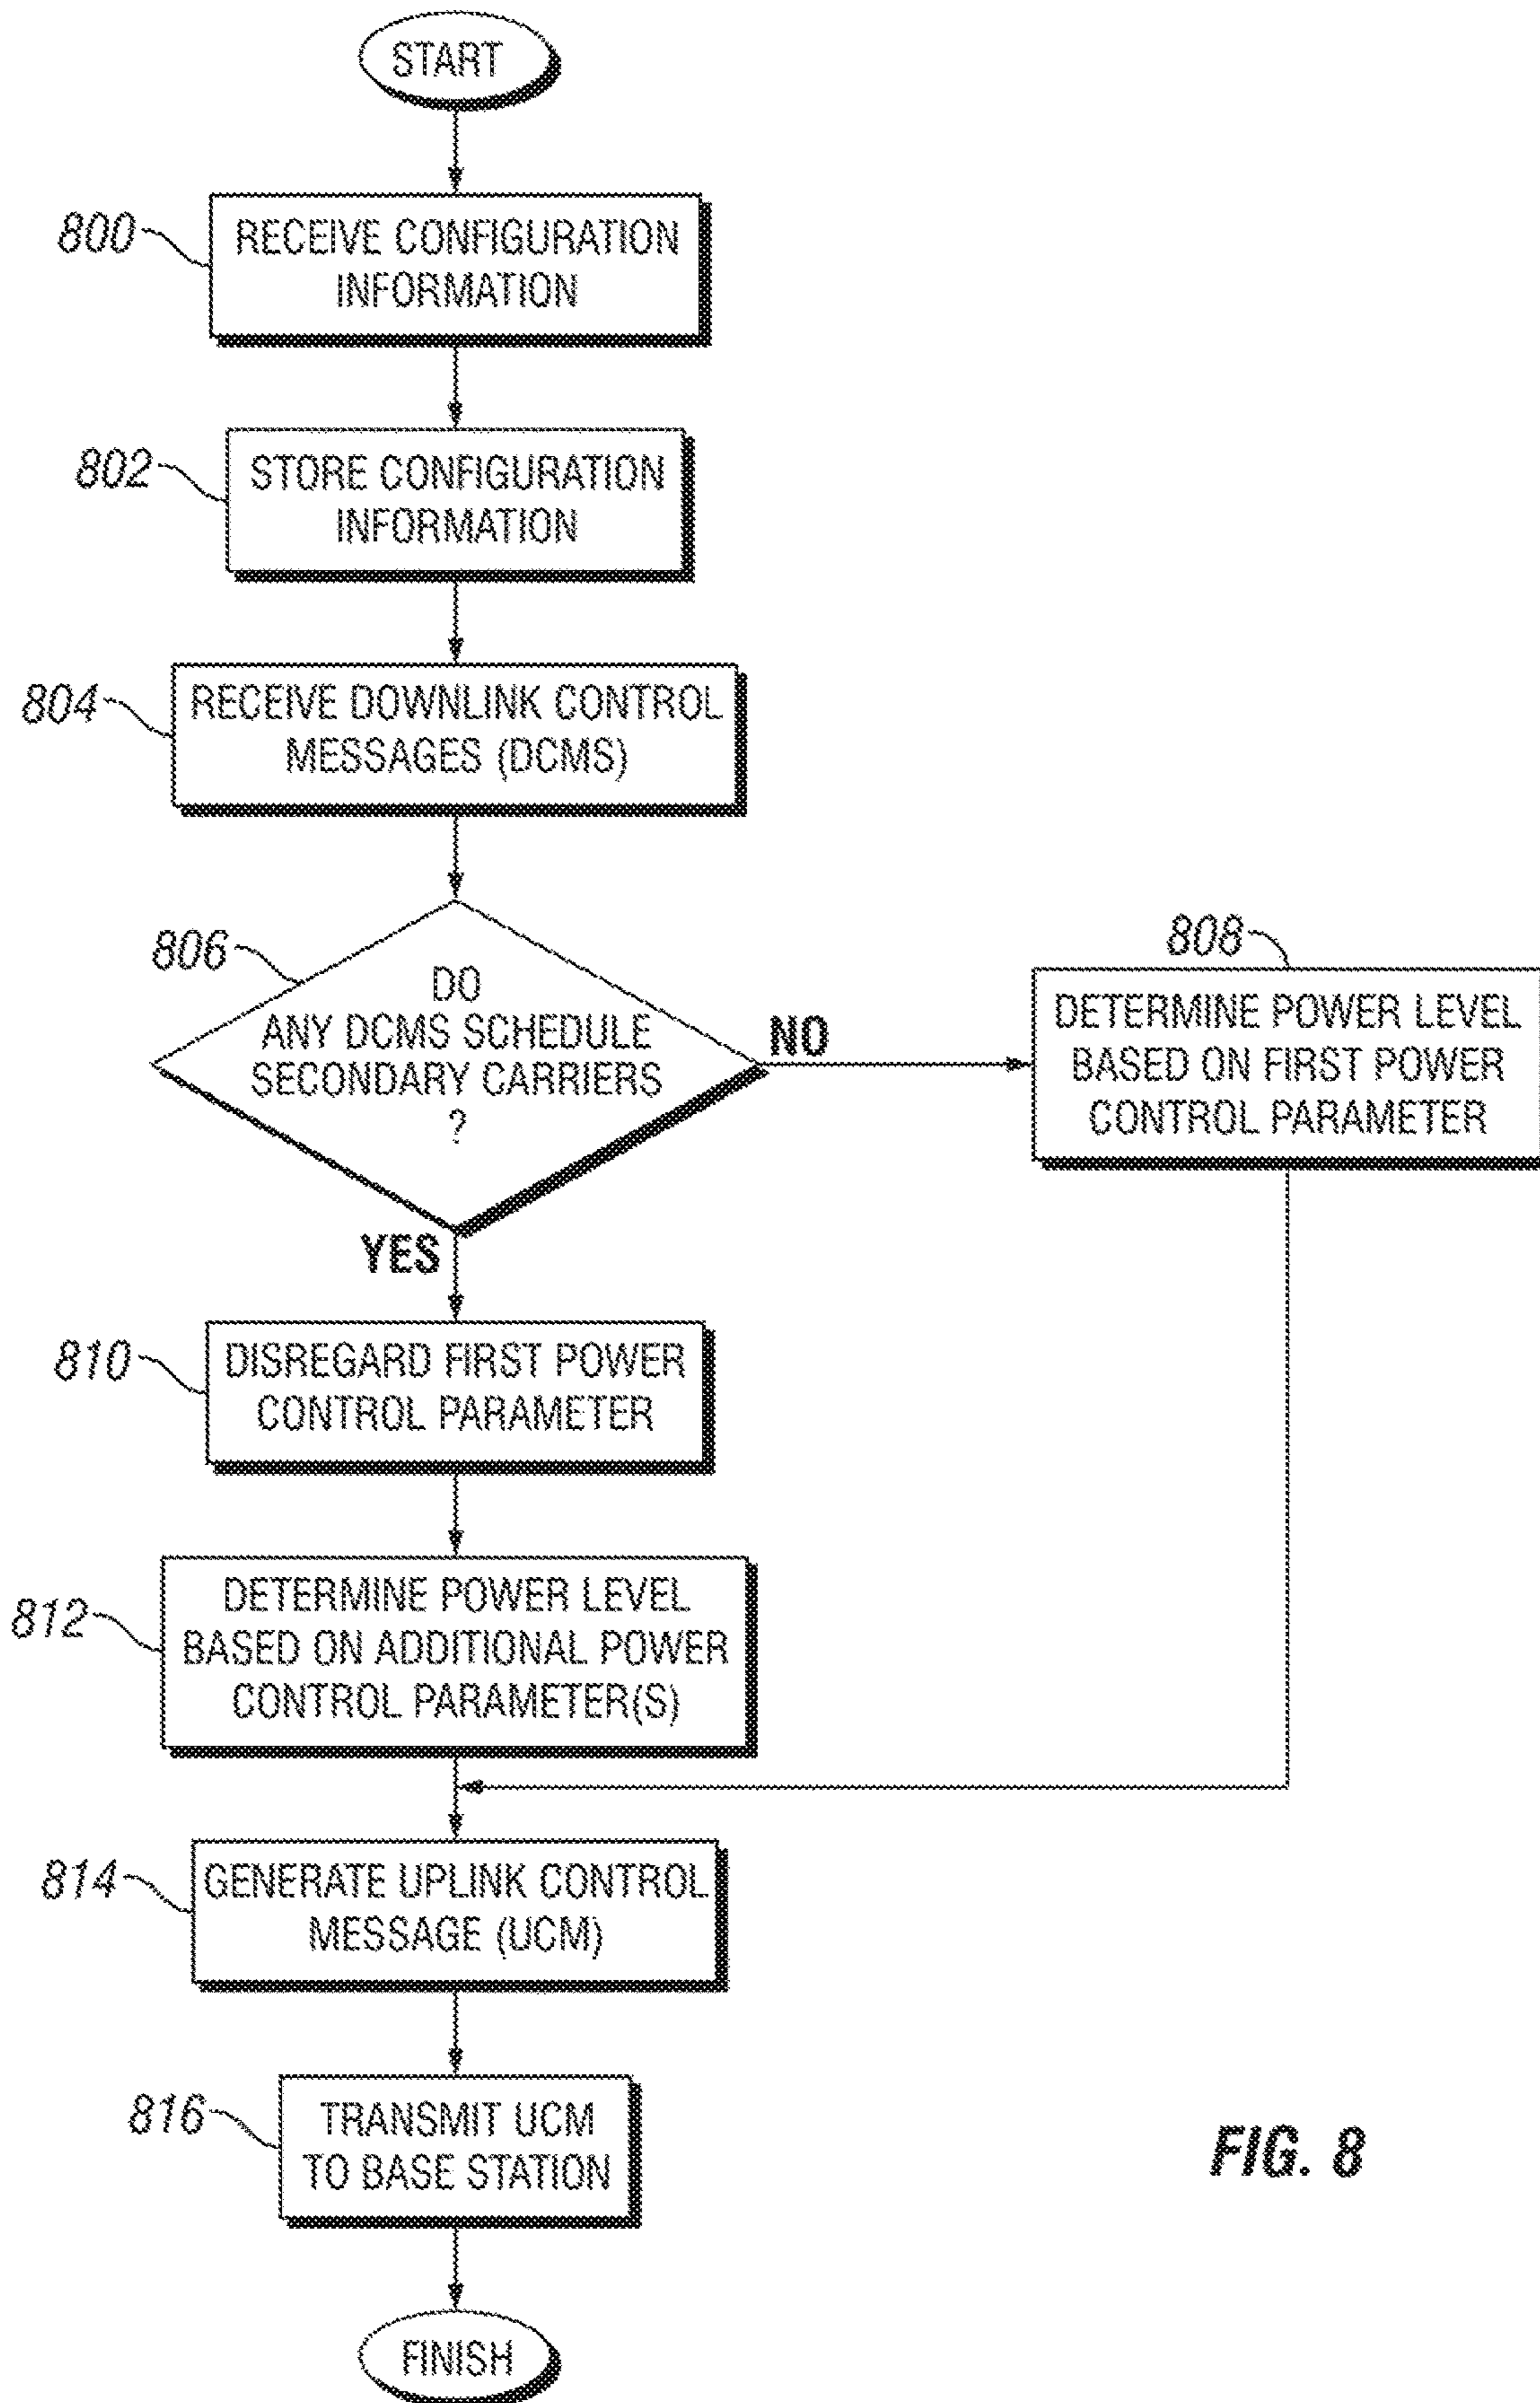 START
800
RECEIVE CONFIGURATION
INFORMATION
802
STORE CONFIGURATION
INFORMATION
804
RECEIVE DOWNLINK CONTROL
MESSAGES (DCMS)
806
DO
ANY DCMS SCHEDULE
SECONDARY CARRIERS
?
NO
808
DETERMINE POWER LEVEL
BASED ON FIRST POWER
CONTROL PARAMETER
YES
810
DISREGARD FIRST POWER
CONTROL PARAMETER
812
DETERMINE POWER LEVEL
BASED ON ADDITIONAL POWER
CONTROL PARAMETER(S)
814
GENERATE UPLINK CONTROL
MESSAGE (UCM)
816
TRANSMIT UCM
TO BASE STATION
FINISH
FIG. 8